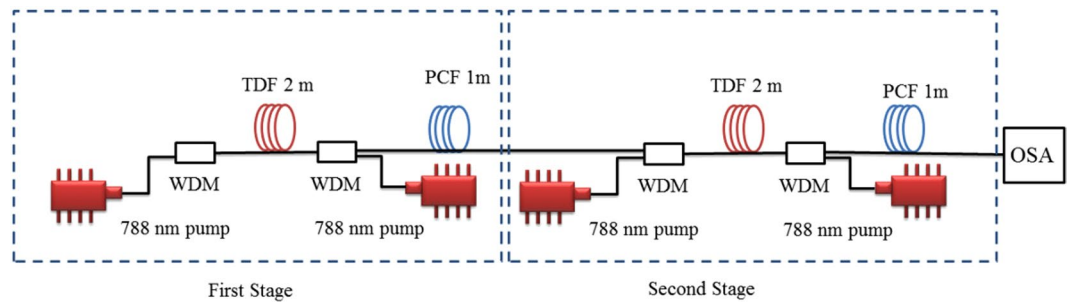 TDF 2 m
PCF 1m
WDM
WDM
788 nm pump
788 nm pump
First Stage
TDF 2 m
PCF 1m
WDM
WDM
788 nm pump
788 nm pump
Second Stage
OSA